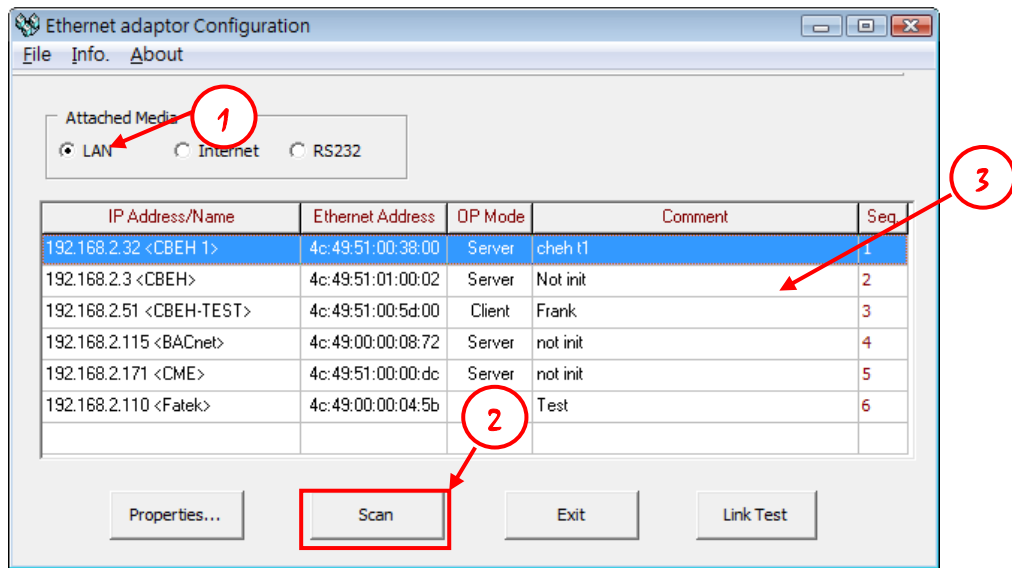 Ethernet adaptor Configuration
File Info. About
Attached Media
1
LAN Internet RS232
3
IP Address/Name Ethernet Address OP Mode Comment Seq.
192.168.2.32 <CBEH 1> 4c:49:51:00:38:00 Server cheh t1 1
192.168.2.3 <CBEH> 4c:49:51:01:00:02 Server Not init 2
192.168.2.51 <CBEH-TEST> 4c:49:51:00:5d:00 Client Frank 3
192.168.2.115 <BACnet> 4c:49:00:00:08:72 Server not init 4
192.168.2.171 <CME> 4c:49:51:00:00:dc Server not init 5
192.168.2.110 <Fatek> 4c:49:00:00:04:5b Test 6
2
Properties... Scan Exit Link Test